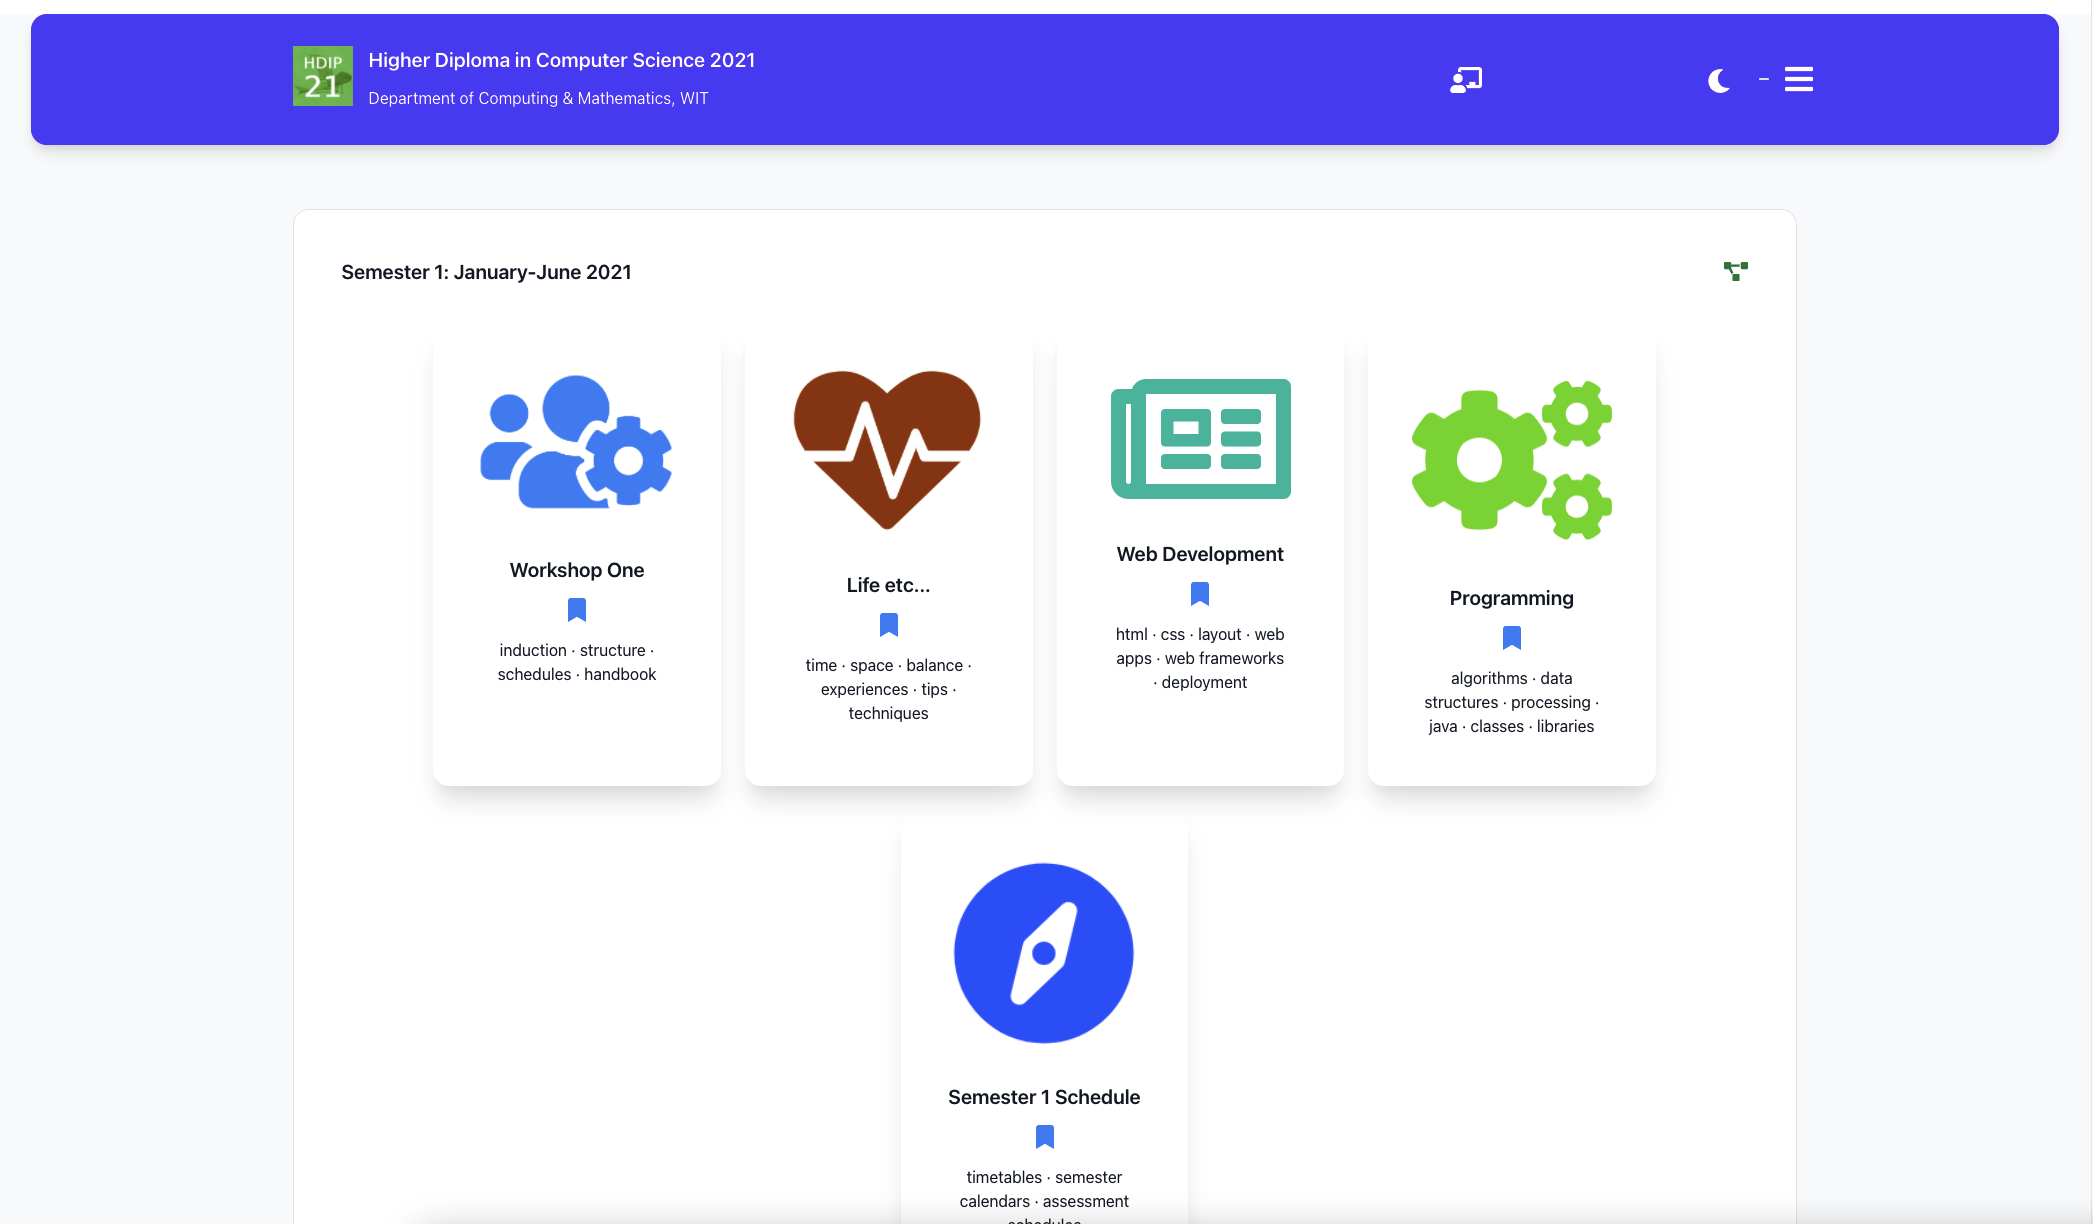 HDIP
21
Higher Diploma in Computer Science 2021
Department of Computing & Mathematics, WIT
Semester 1: January-June 2021
Workshop One
induction · structure ·
schedules · handbook
Life etc...
time · space · balance ·
experiences · tips ·
techniques
Web Development
html · css · layout · web
apps · web frameworks
· deployment
Programming
algorithms · data
structures · processing ·
java · classes · libraries
Semester 1 Schedule
timetables · semester
calendars · assessment
schedules